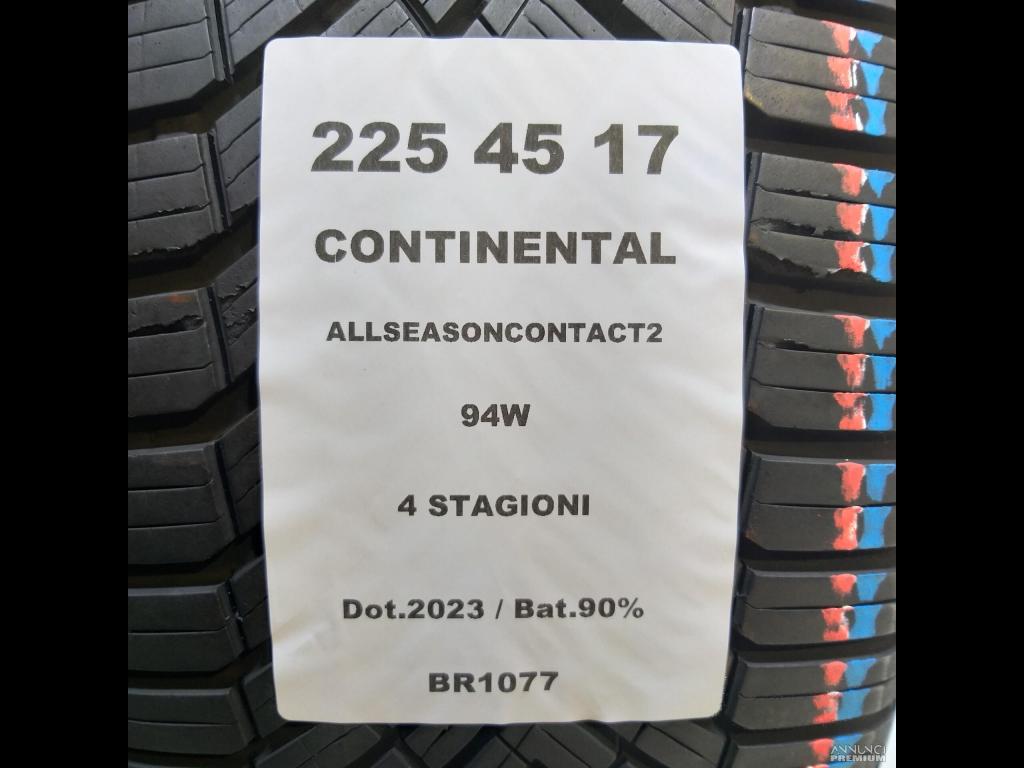 225 45 17
CONTINENTAL
ALLSEASONCONTACT2
94W
4 STAGIONI
Dot.2023 / Bat.90%
BR1077
ANNUNCI
PREMIUM